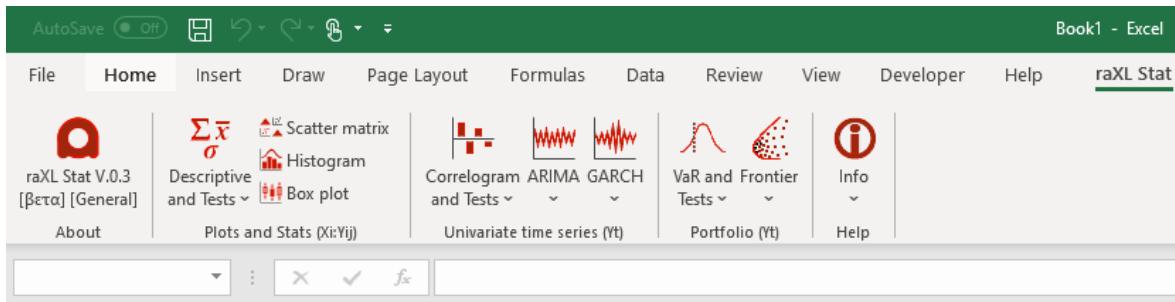 AutoSave Off Book1 - Excel
File Home Insert Draw Page Layout Formulas Data Review View Developer Help raXL Stat
Σ x̅
σ
raXL Stat V.0.3
[βετα] [General]
About
Descriptive
and Tests
Scatter matrix
Histogram
Box plot
Plots and Stats (Xi:Yij)
Correlogram
and Tests
ARIMA
GARCH
Univariate time series (Yt)
VaR and
Tests
Frontier
Portfolio (Yt)
Info
Help
fx